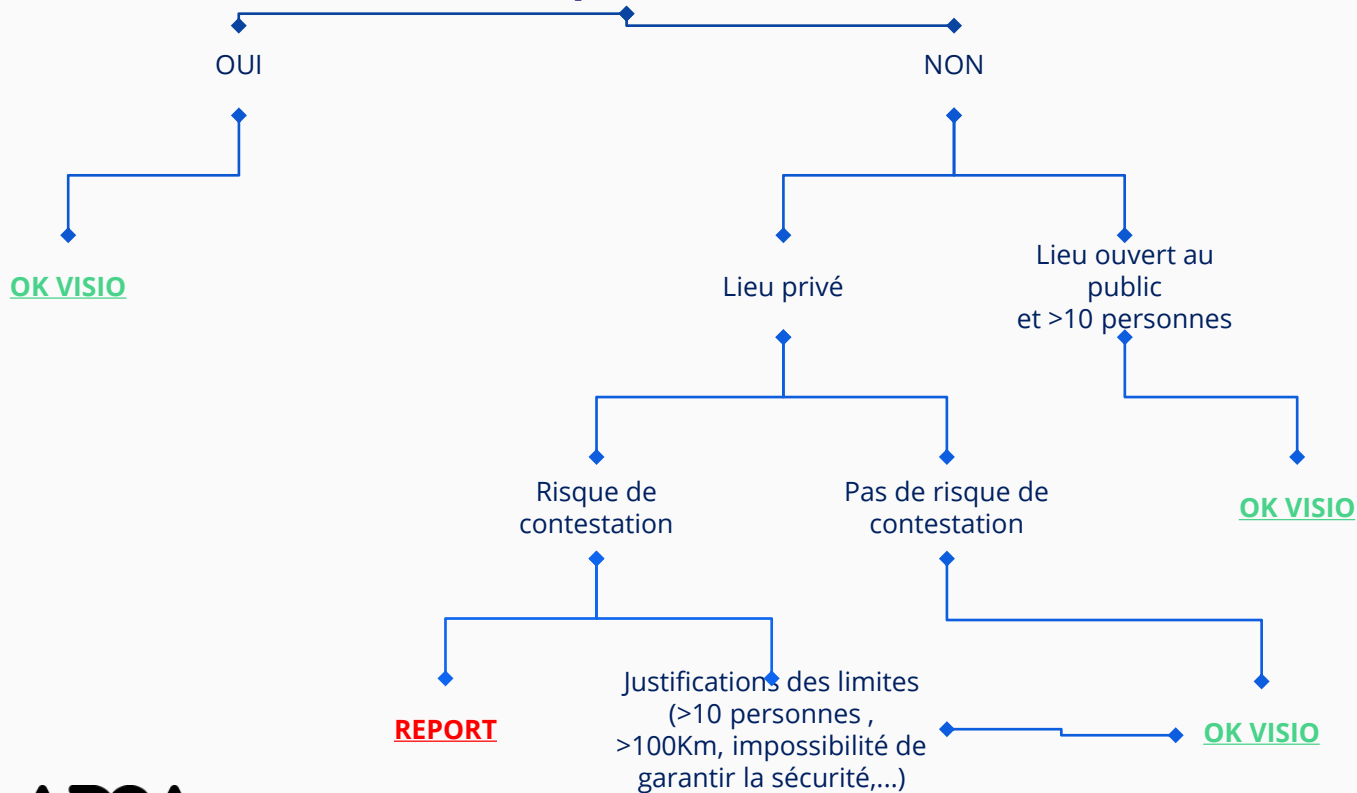 OUI
NON
OK VISIO
Lieu privé
Lieu ouvert au
public
et >10 personnes
Risque de
contestation
Pas de risque de
contestation
OK VISIO
REPORT
Justifications des limites
(>10 personnes ,
>100Km, impossibilité de
garantir la sécurité,...)
OK VISIO